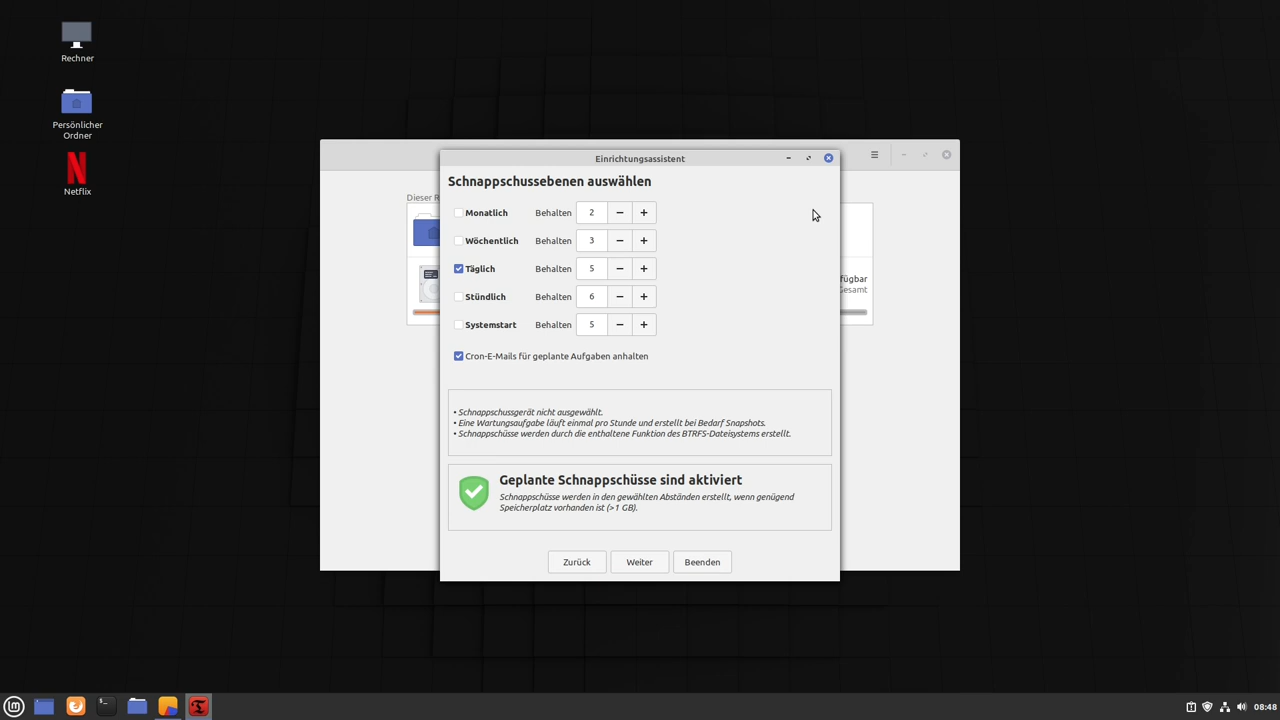 Rechner
Persönlicher
Ordner
Netflix
Dieser R
fügbar
Gesamt
Einrichtungsassistent
Schnappschussebenen auswählen
Monatlich Behalten 2 − +
Wöchentlich Behalten 3 − +
Täglich Behalten 5 − +
Stündlich Behalten 6 − +
Systemstart Behalten 5 − +
Cron-E-Mails für geplante Aufgaben anhalten
• Schnappschussgerät nicht ausgewählt.
• Eine Wartungsaufgabe läuft einmal pro Stunde und erstellt bei Bedarf Snapshots.
• Schnappschüsse werden durch die enthaltene Funktion des BTRFS-Dateisystems erstellt.
Geplante Schnappschüsse sind aktiviert
Schnappschüsse werden in den gewählten Abständen erstellt, wenn genügend
Speicherplatz vorhanden ist (>1 GB).
Zurück Weiter Beenden
08:48